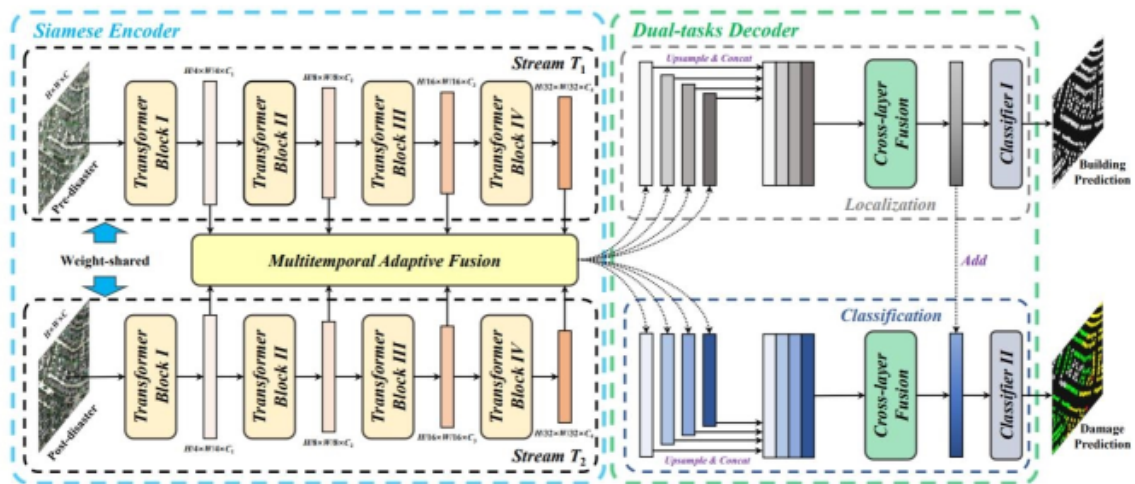 Siamese Encoder
Dual-tasks Decoder
H×W×C
Pre-disaster
Transformer
Block I
H/4×W/4×C₁
Transformer
Block II
H/8×W/8×C₂
Transformer
Block III
H/16×W/16×C₃
Transformer
Block IV
H/32×W/32×C₄
Stream T₁
Upsample & Concat
Cross-layer
Fusion
Classifier I
Localization
Building
Prediction
Weight-shared
Multitemporal Adaptive Fusion
Add
H×W×C
Post-disaster
Transformer
Block I
H/4×W/4×C₁
Transformer
Block II
H/8×W/8×C₂
Transformer
Block III
H/16×W/16×C₃
Transformer
Block IV
H/32×W/32×C₄
Stream T₂
Classification
Upsample & Concat
Cross-layer
Fusion
Classifier II
Damage
Prediction